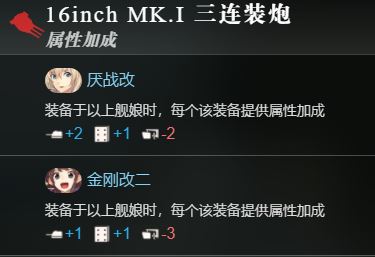 16inch MK.I 三连装炮
属性加成
厌战改
装备于以上舰娘时，每个该装备提供属性加成
+2 +1 -2
金刚改二
装备于以上舰娘时，每个该装备提供属性加成
+1 +1 -3